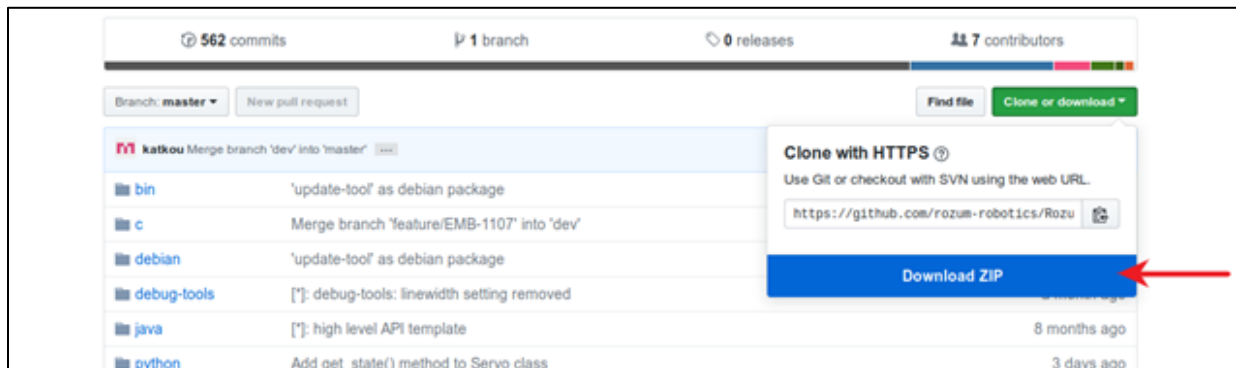 562 commits
1 branch
0 releases
7 contributors
Branch: master
New pull request
Find file
Clone or download
katkou Merge branch 'dev' into 'master'
Clone with HTTPS
Use Git or checkout with SVN using the web URL.
https://github.com/rozum-robotics/Rozu
Download ZIP
bin 'update-tool' as debian package
c Merge branch 'feature/EMB-1107' into 'dev'
debian 'update-tool' as debian package
debug-tools [*]: debug-tools: linewidth setting removed
java [*]: high level API template 8 months ago
python Add get_state() method to Servo class 3 days ago